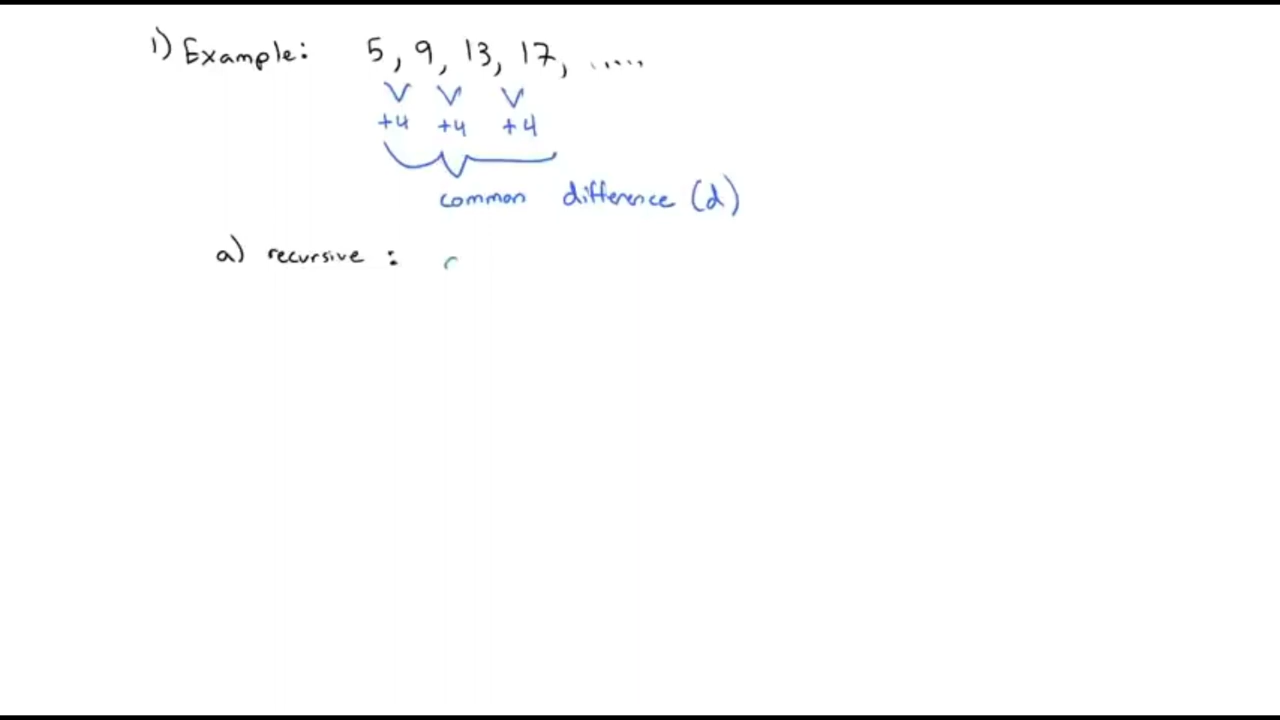 1) Example: 5, 9, 13, 17, .....
+4 +4 +4
common difference (d)
a) recursive :